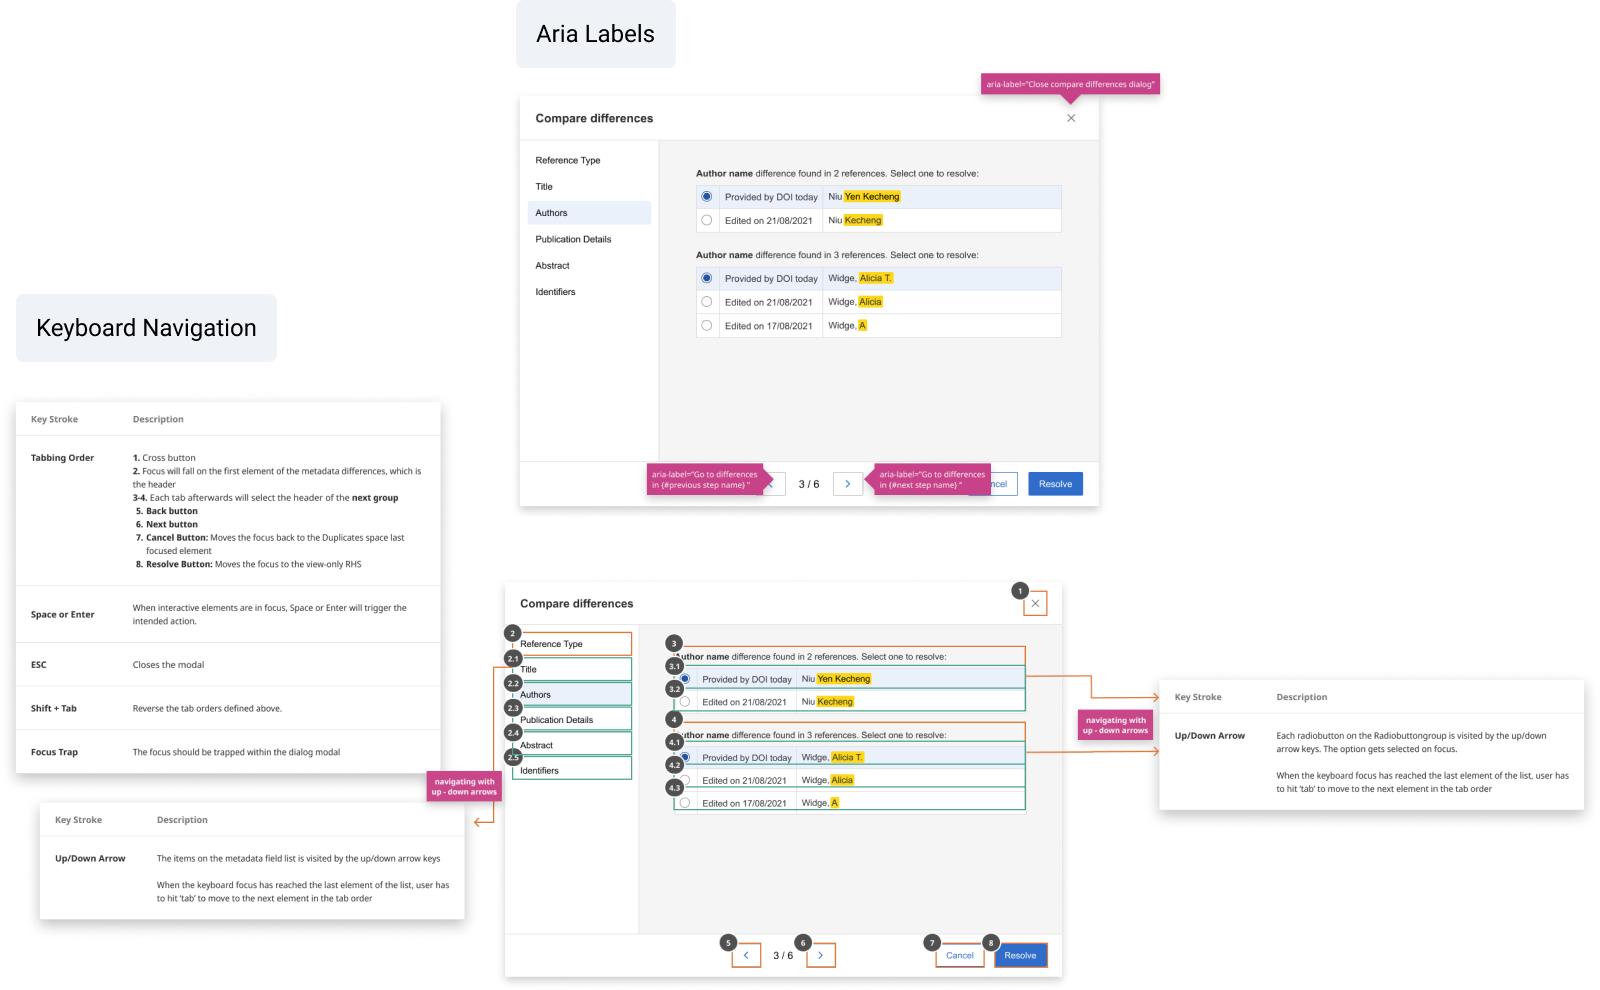 Aria Labels
aria-label="Close compare differences dialog"
Compare differences
Reference Type
Title
Authors
Publication Details
Abstract
Identifiers
Author name difference found in 2 references. Select one to resolve:
Provided by DOI today Niu Yen Kecheng
Edited on 21/08/2021 Niu Kecheng
Author name difference found in 3 references. Select one to resolve:
Provided by DOI today Widge, Alicia T.
Edited on 21/08/2021 Widge, Alicia
Edited on 17/08/2021 Widge, A
aria-label="Go to differences
in {#previous step name} "
3 / 6
aria-label="Go to differences
in {#next step name} "
Resolve
Keyboard Navigation
Key Stroke Description
Tabbing Order
1. Cross button
2. Focus will fall on the first element of the metadata differences, which is
the header
3-4. Each tab afterwards will select the header of the next group
5. Back button
6. Next button
7. Cancel Button: Moves the focus back to the Duplicates space last
focused element
8. Resolve Button: Moves the focus to the view-only RHS
Space or Enter
When interactive elements are in focus, Space or Enter will trigger the
intended action.
ESC Closes the modal
Shift + Tab Reverse the tab orders defined above.
Focus Trap The focus should be trapped within the dialog modal
navigating with
up - down arrows
Key Stroke Description
Up/Down Arrow The items on the metadata field list is visited by the up/down arrow keys
When the keyboard focus has reached the last element of the list, user has
to hit 'tab' to move to the next element in the tab order
Compare differences
1
2
Reference Type
2.1
Title
2.2
Authors
2.3
Publication Details
2.4
Abstract
2.5
Identifiers
3
Author name difference found in 2 references. Select one to resolve:
3.1
Provided by DOI today Niu Yen Kecheng
3.2
Edited on 21/08/2021 Niu Kecheng
4
Author name difference found in 3 references. Select one to resolve:
4.1
Provided by DOI today Widge, Alicia T.
4.2
Edited on 21/08/2021 Widge, Alicia
4.3
Edited on 17/08/2021 Widge, A
5
3 / 6
6
7
Cancel
8
Resolve
navigating with
up - down arrows
Key Stroke Description
Up/Down Arrow
Each radiobutton on the Radiobuttongroup is visited by the up/down
arrow keys. The option gets selected on focus.
When the keyboard focus has reached the last element of the list, user has
to hit 'tab' to move to the next element in the tab order